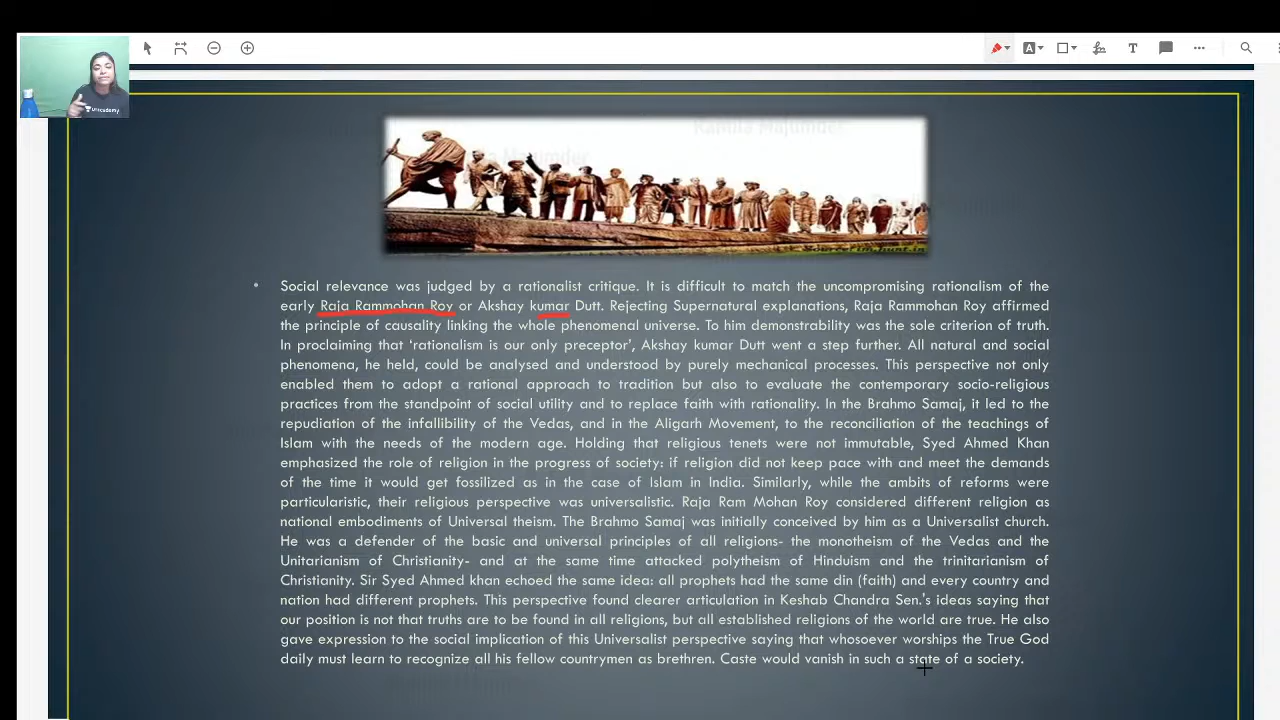 unacademy
Kamila Majumder
Majumder
Social relevance was judged by a rationalist critique. It is difficult to match the uncompromising rationalism of the
early Raja Rammohan Roy or Akshay kumar Dutt. Rejecting Supernatural explanations, Raja Rammohan Roy affirmed
the principle of causality linking the whole phenomenal universe. To him demonstrability was the sole criterion of truth.
In proclaiming that ‘rationalism is our only preceptor’, Akshay kumar Dutt went a step further. All natural and social
phenomena, he held, could be analysed and understood by purely mechanical processes. This perspective not only
enabled them to adopt a rational approach to tradition but also to evaluate the contemporary socio-religious
practices from the standpoint of social utility and to replace faith with rationality. In the Brahmo Samaj, it led to the
repudiation of the infallibility of the Vedas, and in the Aligarh Movement, to the reconciliation of the teachings of
Islam with the needs of the modern age. Holding that religious tenets were not immutable, Syed Ahmed Khan
emphasized the role of religion in the progress of society: if religion did not keep pace with and meet the demands
of the time it would get fossilized as in the case of Islam in India. Similarly, while the ambits of reforms were
particularistic, their religious perspective was universalistic. Raja Ram Mohan Roy considered different religion as
national embodiments of Universal theism. The Brahmo Samaj was initially conceived by him as a Universalist church.
He was a defender of the basic and universal principles of all religions- the monotheism of the Vedas and the
Unitarianism of Christianity- and at the same time attacked polytheism of Hinduism and the trinitarianism of
Christianity. Sir Syed Ahmed khan echoed the same idea: all prophets had the same din (faith) and every country and
nation had different prophets. This perspective found clearer articulation in Keshab Chandra Sen.'s ideas saying that
our position is not that truths are to be found in all religions, but all established religions of the world are true. He also
gave expression to the social implication of this Universalist perspective saying that whosoever worships the True God
daily must learn to recognize all his fellow countrymen as brethren. Caste would vanish in such a state of a society.